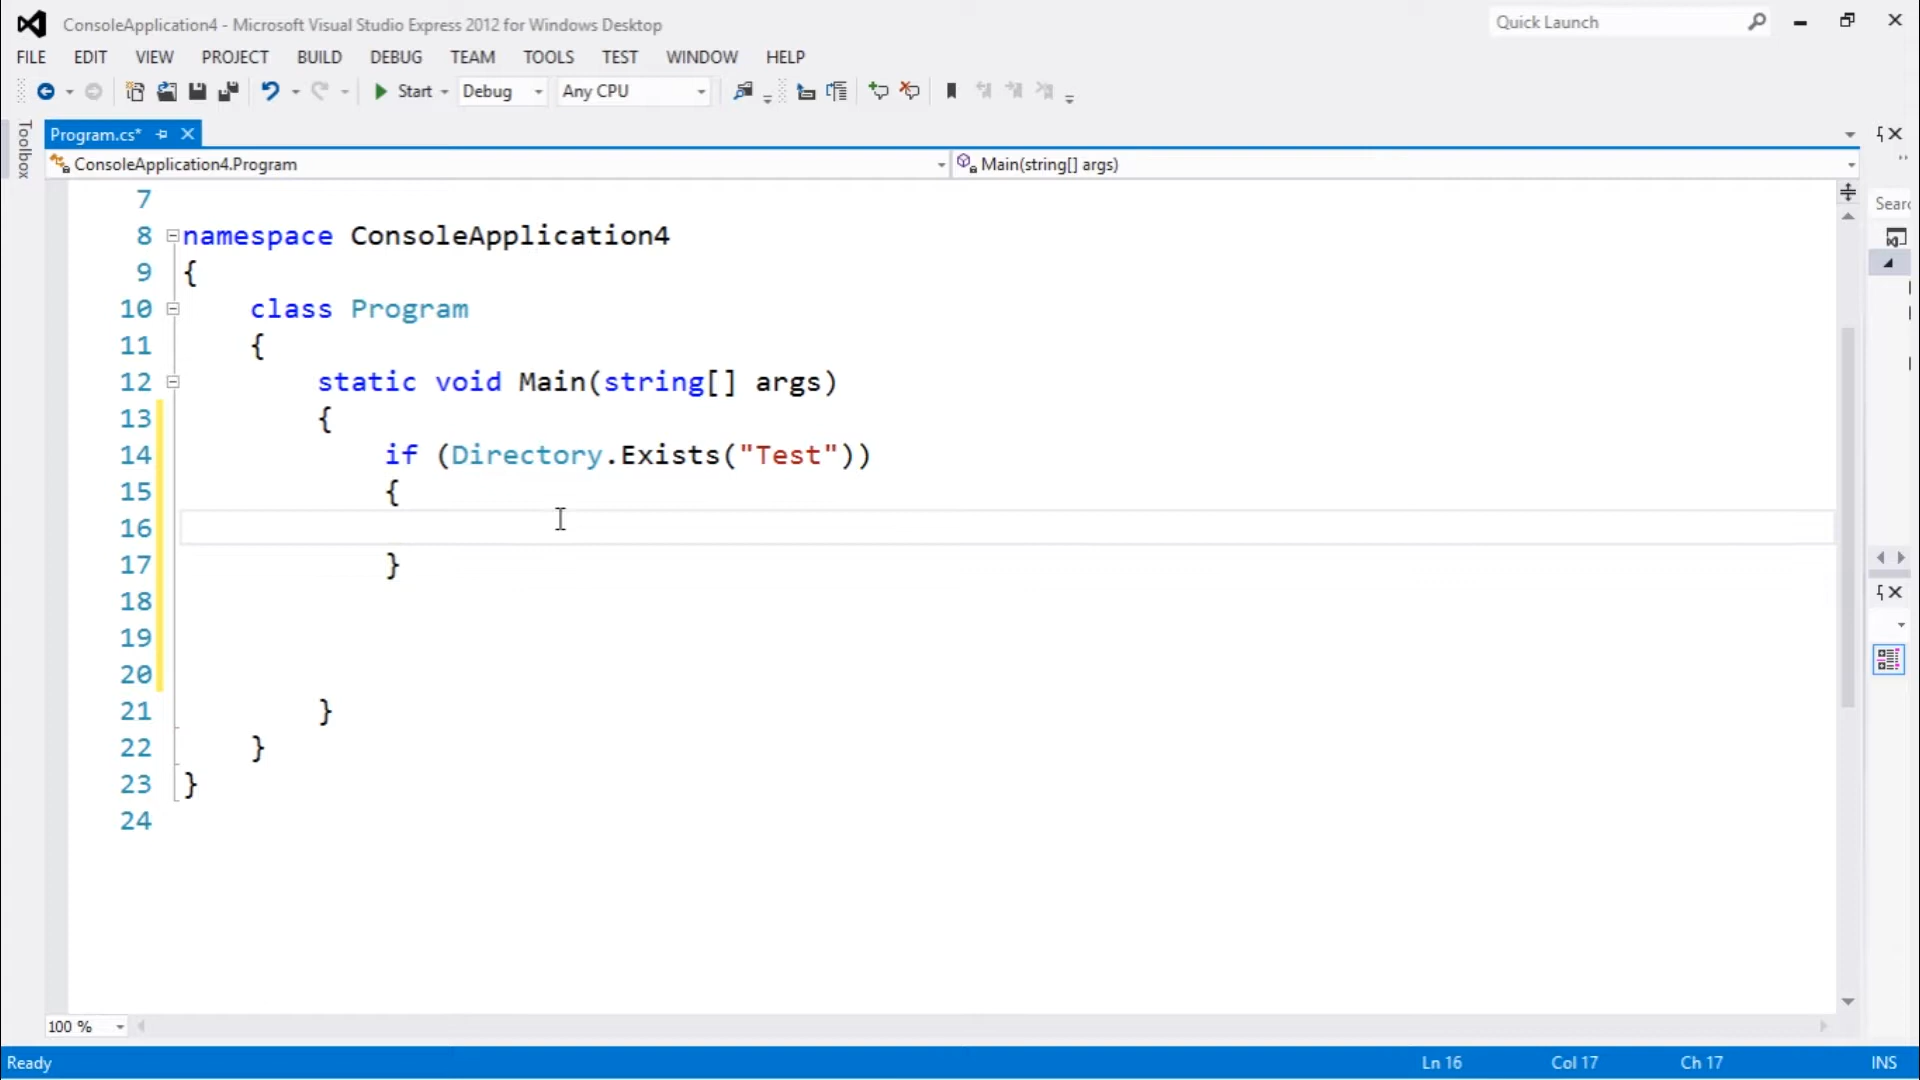 ConsoleApplication4 - Microsoft Visual Studio Express 2012 for Windows Desktop
Quick Launch
FILE EDIT VIEW PROJECT BUILD DEBUG TEAM TOOLS TEST WINDOW HELP
Start Debug Any CPU
Toolbox
Program.cs*
ConsoleApplication4.Program
Main(string[] args)
7
8 namespace ConsoleApplication4
9 {
10 class Program
11 {
12 static void Main(string[] args)
13 {
14 if (Directory.Exists("Test"))
15 {
16
17 }
18
19
20
21 }
22 }
23 }
24
Searc
100 %
Ready
Ln 16 Col 17 Ch 17 INS